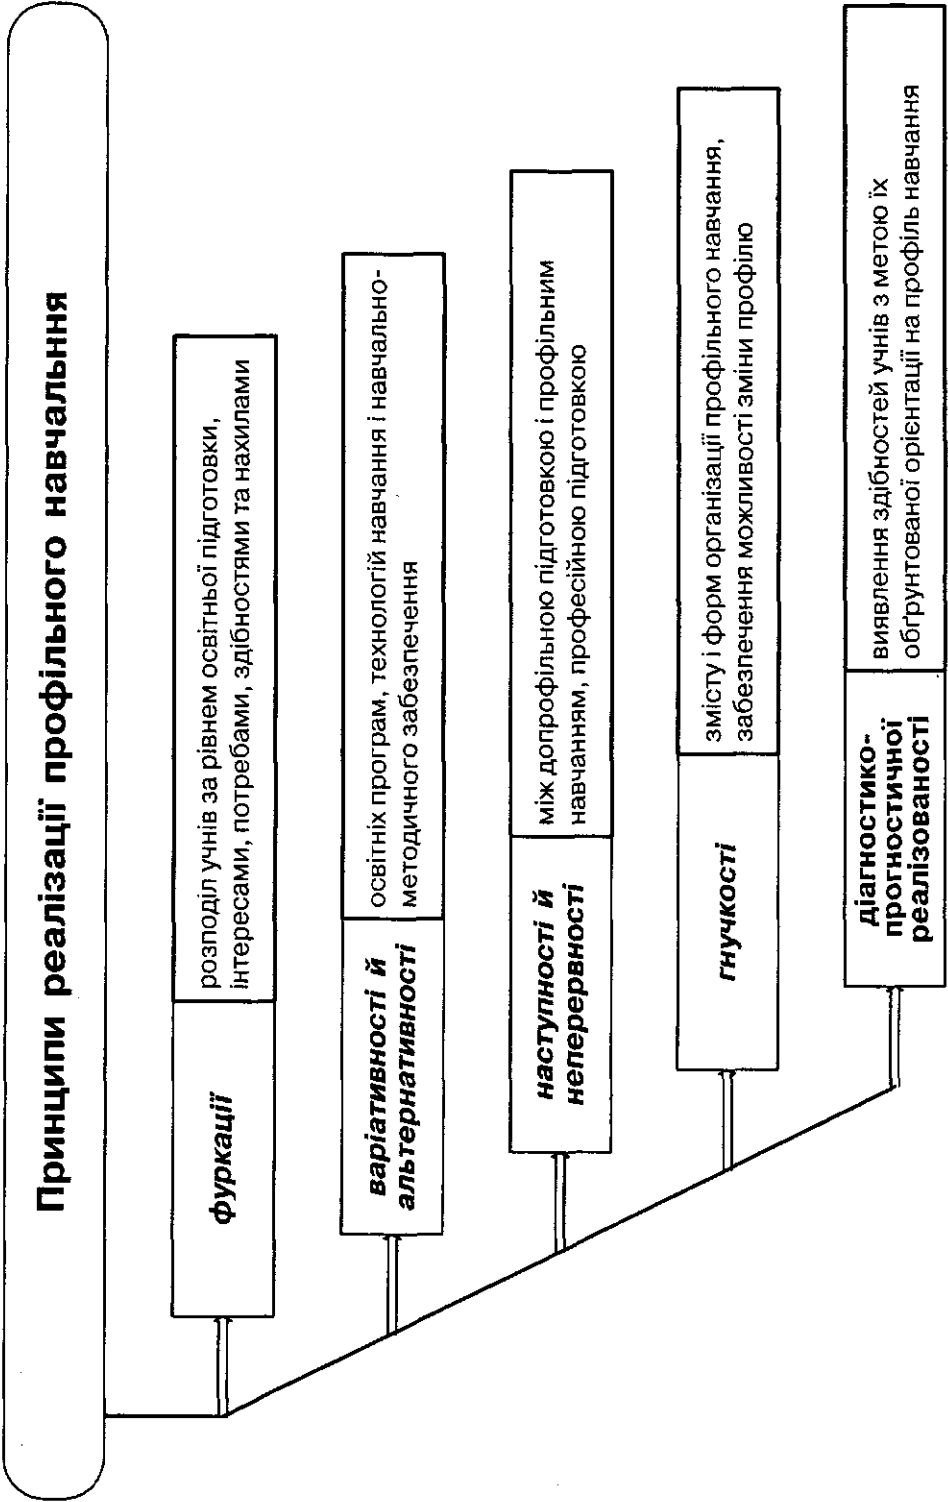 Принципи реалізації профільного навчальння
фуркації
розподіл учнів за рівнем освітньої підготовки,
інтересами, потребами, здібностями та нахилами
варіативності й
альтернативності
освітніх програм, технологій навчання і навчально-
методичного забезпечення
наступності й
неперервності
між допрофільною підготовкою і профільним
навчанням, професійною підготовкою
гнучкості
змісту і форм організації профільного навчання,
забезпечення можливості зміни профілю
діагностико-
прогностичної
реалізованості
виявлення здібностей учнів з метою їх
обґрунтованої орієнтації на профіль навчання